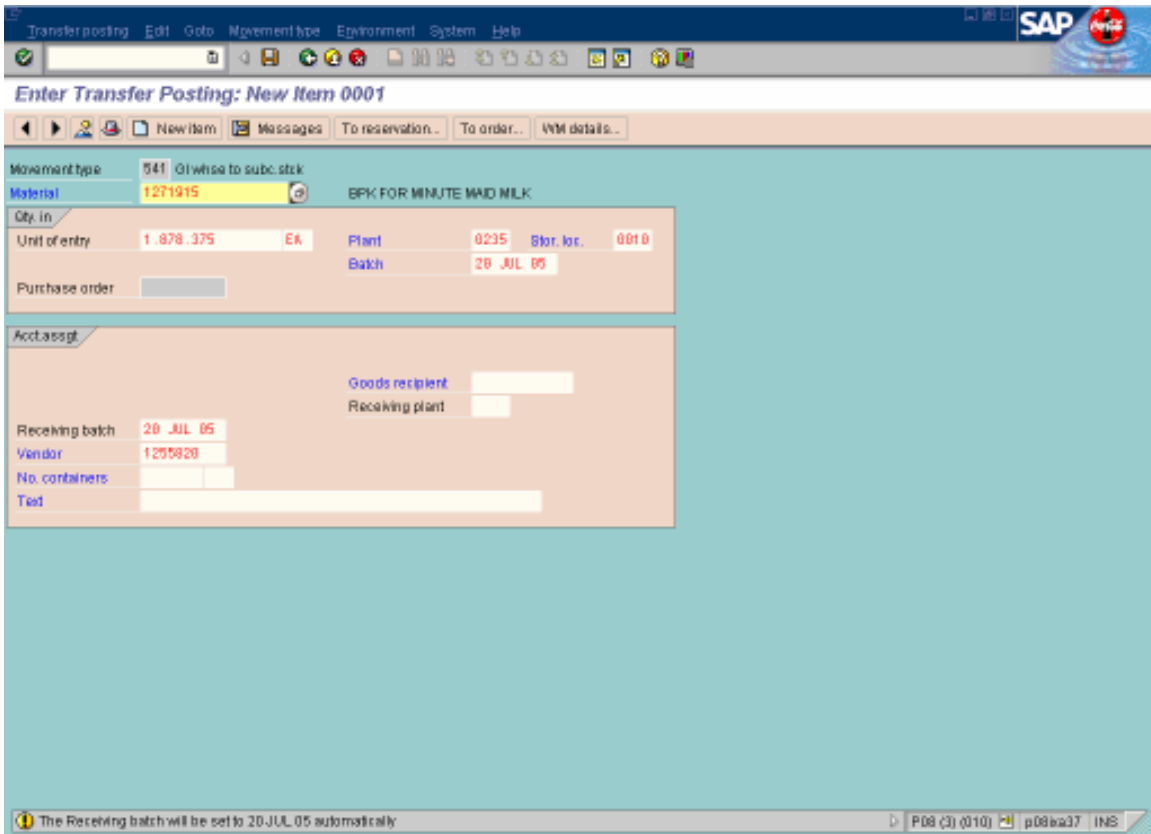 Transfer posting Edit Goto Movement type Environment System Help
SAP
Enter Transfer Posting: New Item 0001
New item Messages To reservation... To order... WM details...
Movement type 541 GI whse to subc.stck
Material 1271915 BPK FOR MINUTE MAID MILK
Qty. in
Unit of entry 1.878.375 EA Plant 0235 Stor. loc. 0010
Batch 20 JUL 05
Purchase order
Acct.assgt
Goods recipient
Receiving plant
Receiving batch 20 JUL 05
Vendor 1255820
No. containers
Text
The Receiving batch will be set to 20 JUL 05 automatically P08 (3) (010) INS